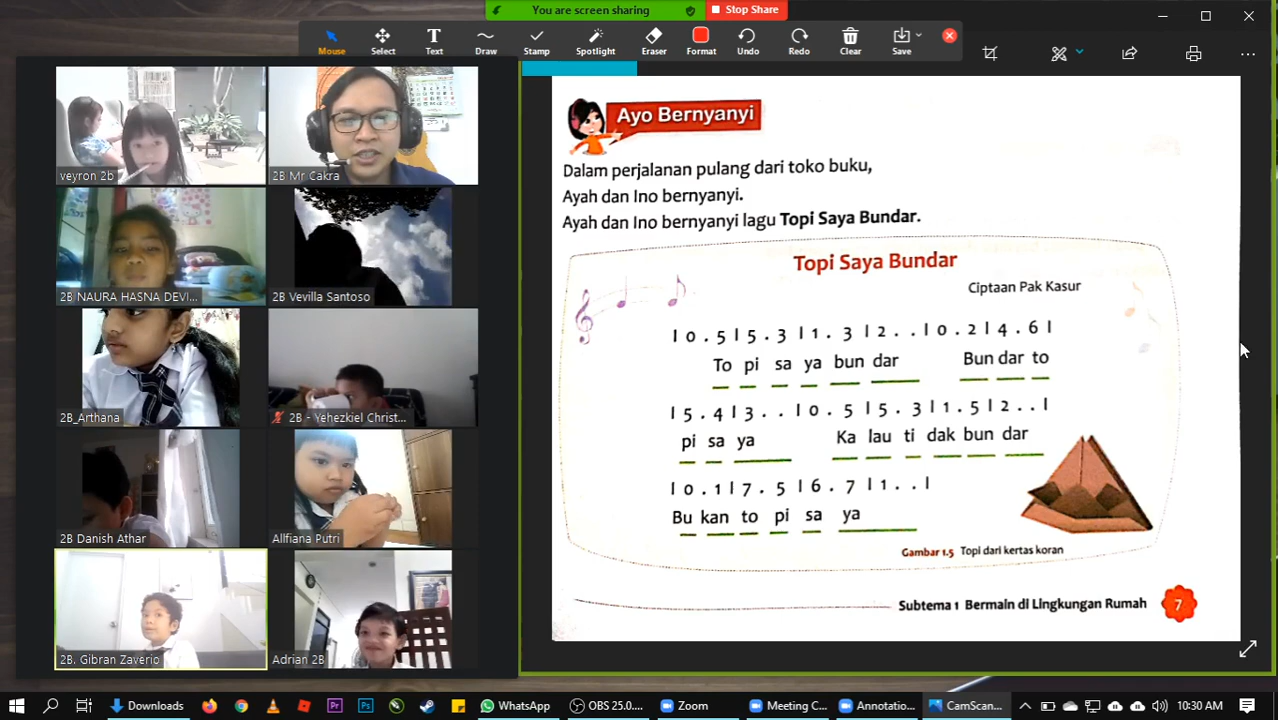 You are screen sharing
Stop Share
Mouse
Select
Text
Draw
Stamp
Spotlight
Eraser
Format
Undo
Redo
Clear
Save
veyron 2b
2B Mr Cakra
2B NAURA HASNA DEVI...
2B Vevilla Santoso
2B_Arthana
2B - Yehezkiel Christ...
2B Danish Athar
Allfiana Putri
2B. Gibran Zaverio
Adrian 2B
Ayo Bernyanyi
Dalam perjalanan pulang dari toko buku,
Ayah dan Ino bernyanyi.
Ayah dan Ino bernyanyi lagu Topi Saya Bundar.
Topi Saya Bundar
Ciptaan Pak Kasur
| 0 . 5 | 5 . 3 | 1 . 3 | 2 . . | 0 . 2 | 4 . 6 |
To pi sa ya bun dar Bun dar to
| 5 . 4 | 3 . . | 0 . 5 | 5 . 3 | 1 . 5 | 2 . . |
pi sa ya Ka lau ti dak bun dar
| 0 . 1 | 7 . 5 | 6 . 7 | 1 . . |
Bu kan to pi sa ya
Gambar 1.5 Topi dari kertas koran
Subtema 1 Bermain di Lingkungan Rumah
7
Downloads
WhatsApp
OBS 25.0....
Zoom
Meeting C...
Annotatio...
CamScan...
10:30 AM